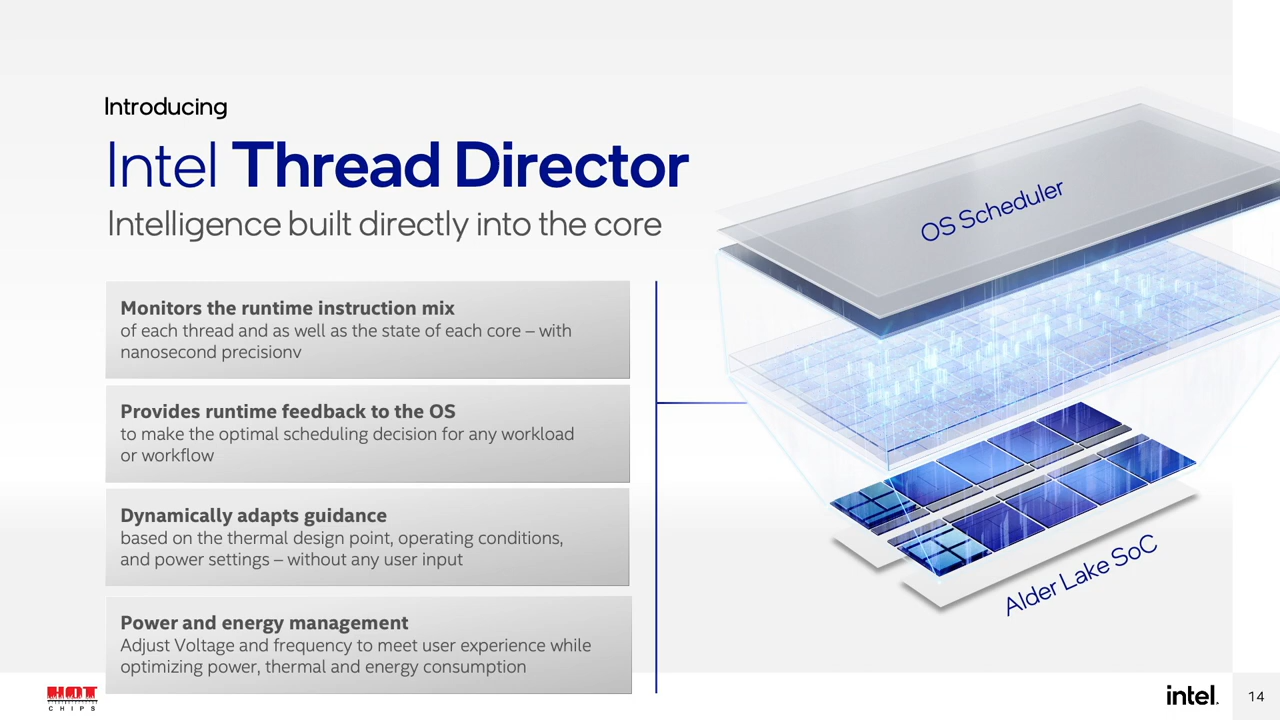 Introducing
Intel Thread Director
Intelligence built directly into the core
Monitors the runtime instruction mix
of each thread and as well as the state of each core – with
nanosecond precisionv
Provides runtime feedback to the OS
to make the optimal scheduling decision for any workload
or workflow
Dynamically adapts guidance
based on the thermal design point, operating conditions,
and power settings – without any user input
Power and energy management
Adjust Voltage and frequency to meet user experience while
optimizing power, thermal and energy consumption
OS Scheduler
Alder Lake SoC
HOT
CHIPS
intel.
14